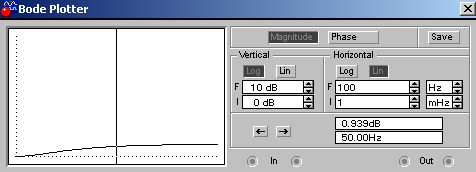 Bode Plotter
Magnitude Phase Save
Vertical Horizontal
Log Lin Log Lin
F 10 dB F 100 Hz
I 0 dB I 1 mHz
0.939dB
50.00Hz
In Out